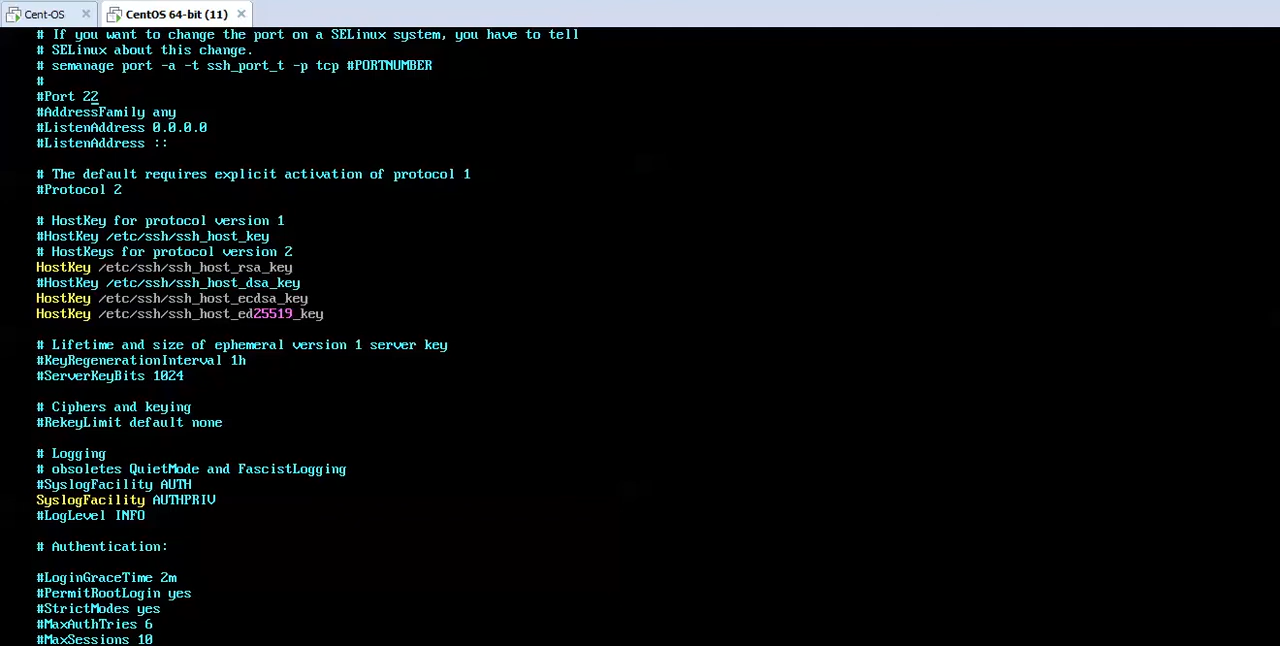 Cent-OS
CentOS 64-bit (11)
# If you want to change the port on a SELinux system, you have to tell
# SELinux about this change.
# semanage port -a -t ssh_port_t -p tcp #PORTNUMBER
#
#Port 22
#AddressFamily any
#ListenAddress 0.0.0.0
#ListenAddress ::
# The default requires explicit activation of protocol 1
#Protocol 2
# HostKey for protocol version 1
#HostKey /etc/ssh/ssh_host_key
# HostKeys for protocol version 2
HostKey /etc/ssh/ssh_host_rsa_key
#HostKey /etc/ssh/ssh_host_dsa_key
HostKey /etc/ssh/ssh_host_ecdsa_key
HostKey /etc/ssh/ssh_host_ed25519_key
# Lifetime and size of ephemeral version 1 server key
#KeyRegenerationInterval 1h
#ServerKeyBits 1024
# Ciphers and keying
#RekeyLimit default none
# Logging
# obsoletes QuietMode and FascistLogging
#SyslogFacility AUTH
SyslogFacility AUTHPRIV
#LogLevel INFO
# Authentication:
#LoginGraceTime 2m
#PermitRootLogin yes
#StrictModes yes
#MaxAuthTries 6
#MaxSessions 10